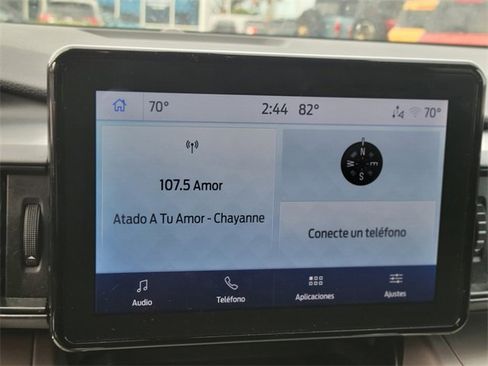 70° 2:44 82° 4 70°
107.5 Amor
Atado A Tu Amor - Chayanne
N
W E
S
Conecte un teléfono
Audio Teléfono Aplicaciones Ajustes